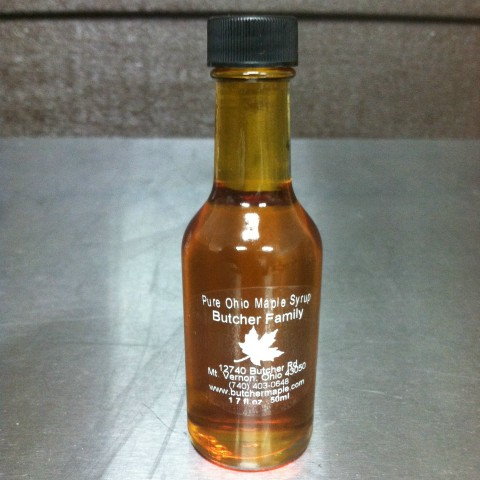 Pure Ohio Maple Syrup
Butcher Family
12740 Butcher Rd
Mt. Vernon, Ohio 43050
(740) 403-0648
www.butchermaple.com
1.7 fl.oz. 50ml